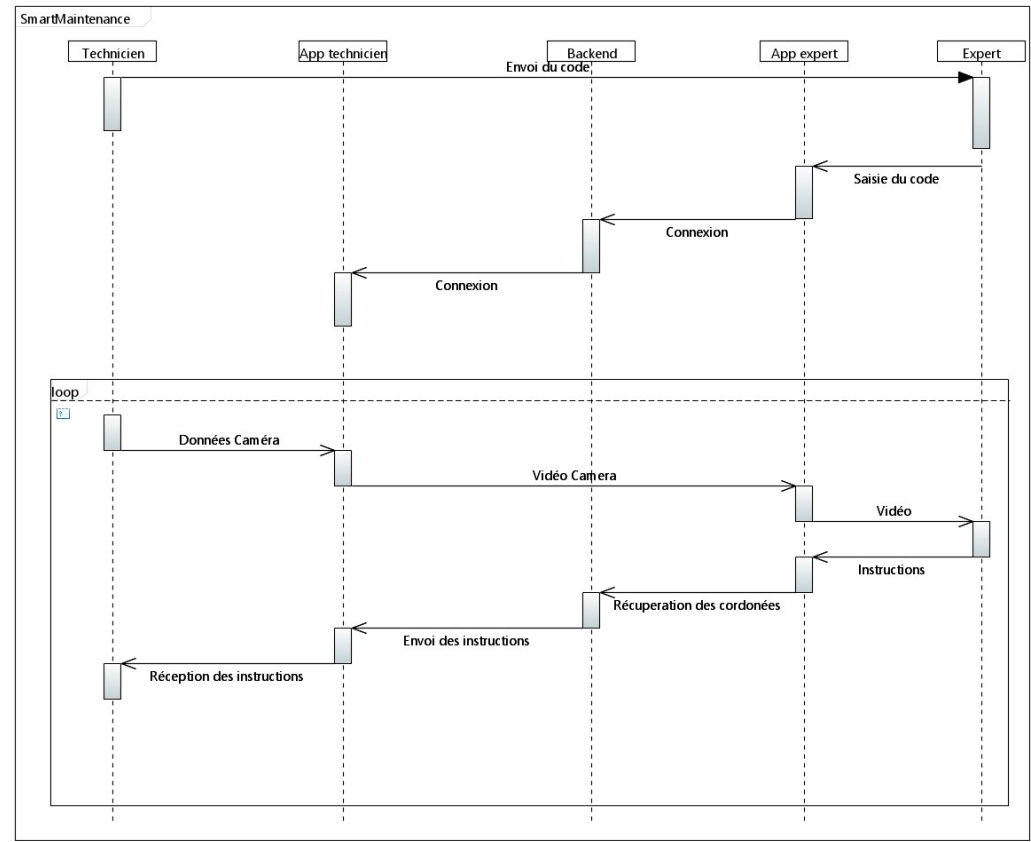 SmartMaintenance
Technicien
App technicien
Backend
App expert
Expert
Envoi du code
Saisie du code
Connexion
Connexion
loop
?
Données Caméra
Vidéo Camera
Vidéo
Instructions
Récuperation des cordonées
Envoi des instructions
Réception des instructions